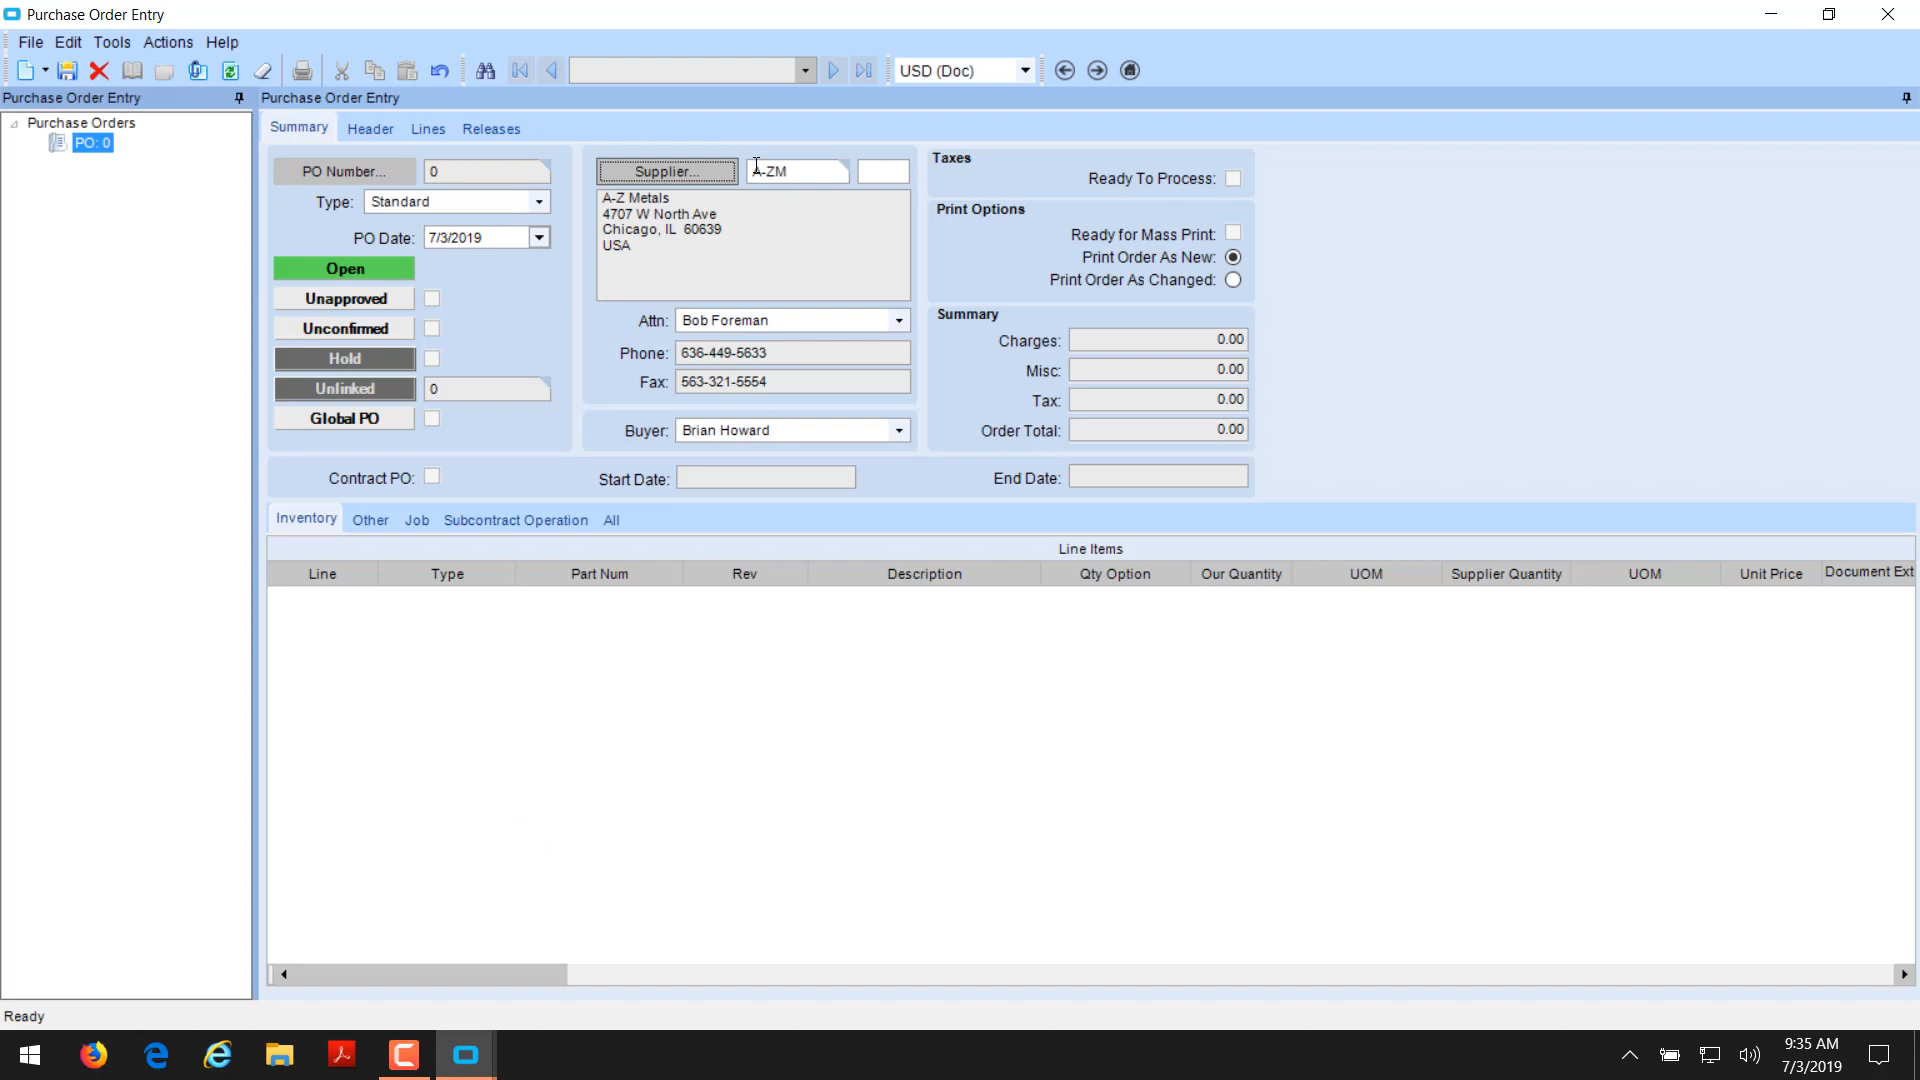 Purchase Order Entry
File Edit Tools Actions Help
USD (Doc)
Purchase Order Entry
Purchase Orders
PO: 0
Purchase Order Entry
Summary Header Lines Releases
PO Number... 0
Type: Standard
PO Date: 7/3/2019
Open
Unapproved
Unconfirmed
Hold
Unlinked 0
Global PO
Supplier... A-ZM
A-Z Metals
4707 W North Ave
Chicago, IL 60639
USA
Attn: Bob Foreman
Phone: 636-449-5633
Fax: 563-321-5554
Buyer: Brian Howard
Taxes
Ready To Process:
Print Options
Ready for Mass Print:
Print Order As New:
Print Order As Changed:
Summary
Charges: 0.00
Misc: 0.00
Tax: 0.00
Order Total: 0.00
Contract PO: Start Date: End Date:
Inventory Other Job Subcontract Operation All
Line Items
Line Type Part Num Rev Description Qty Option Our Quantity UOM Supplier Quantity UOM Unit Price Document Ext
Ready
9:35 AM
7/3/2019